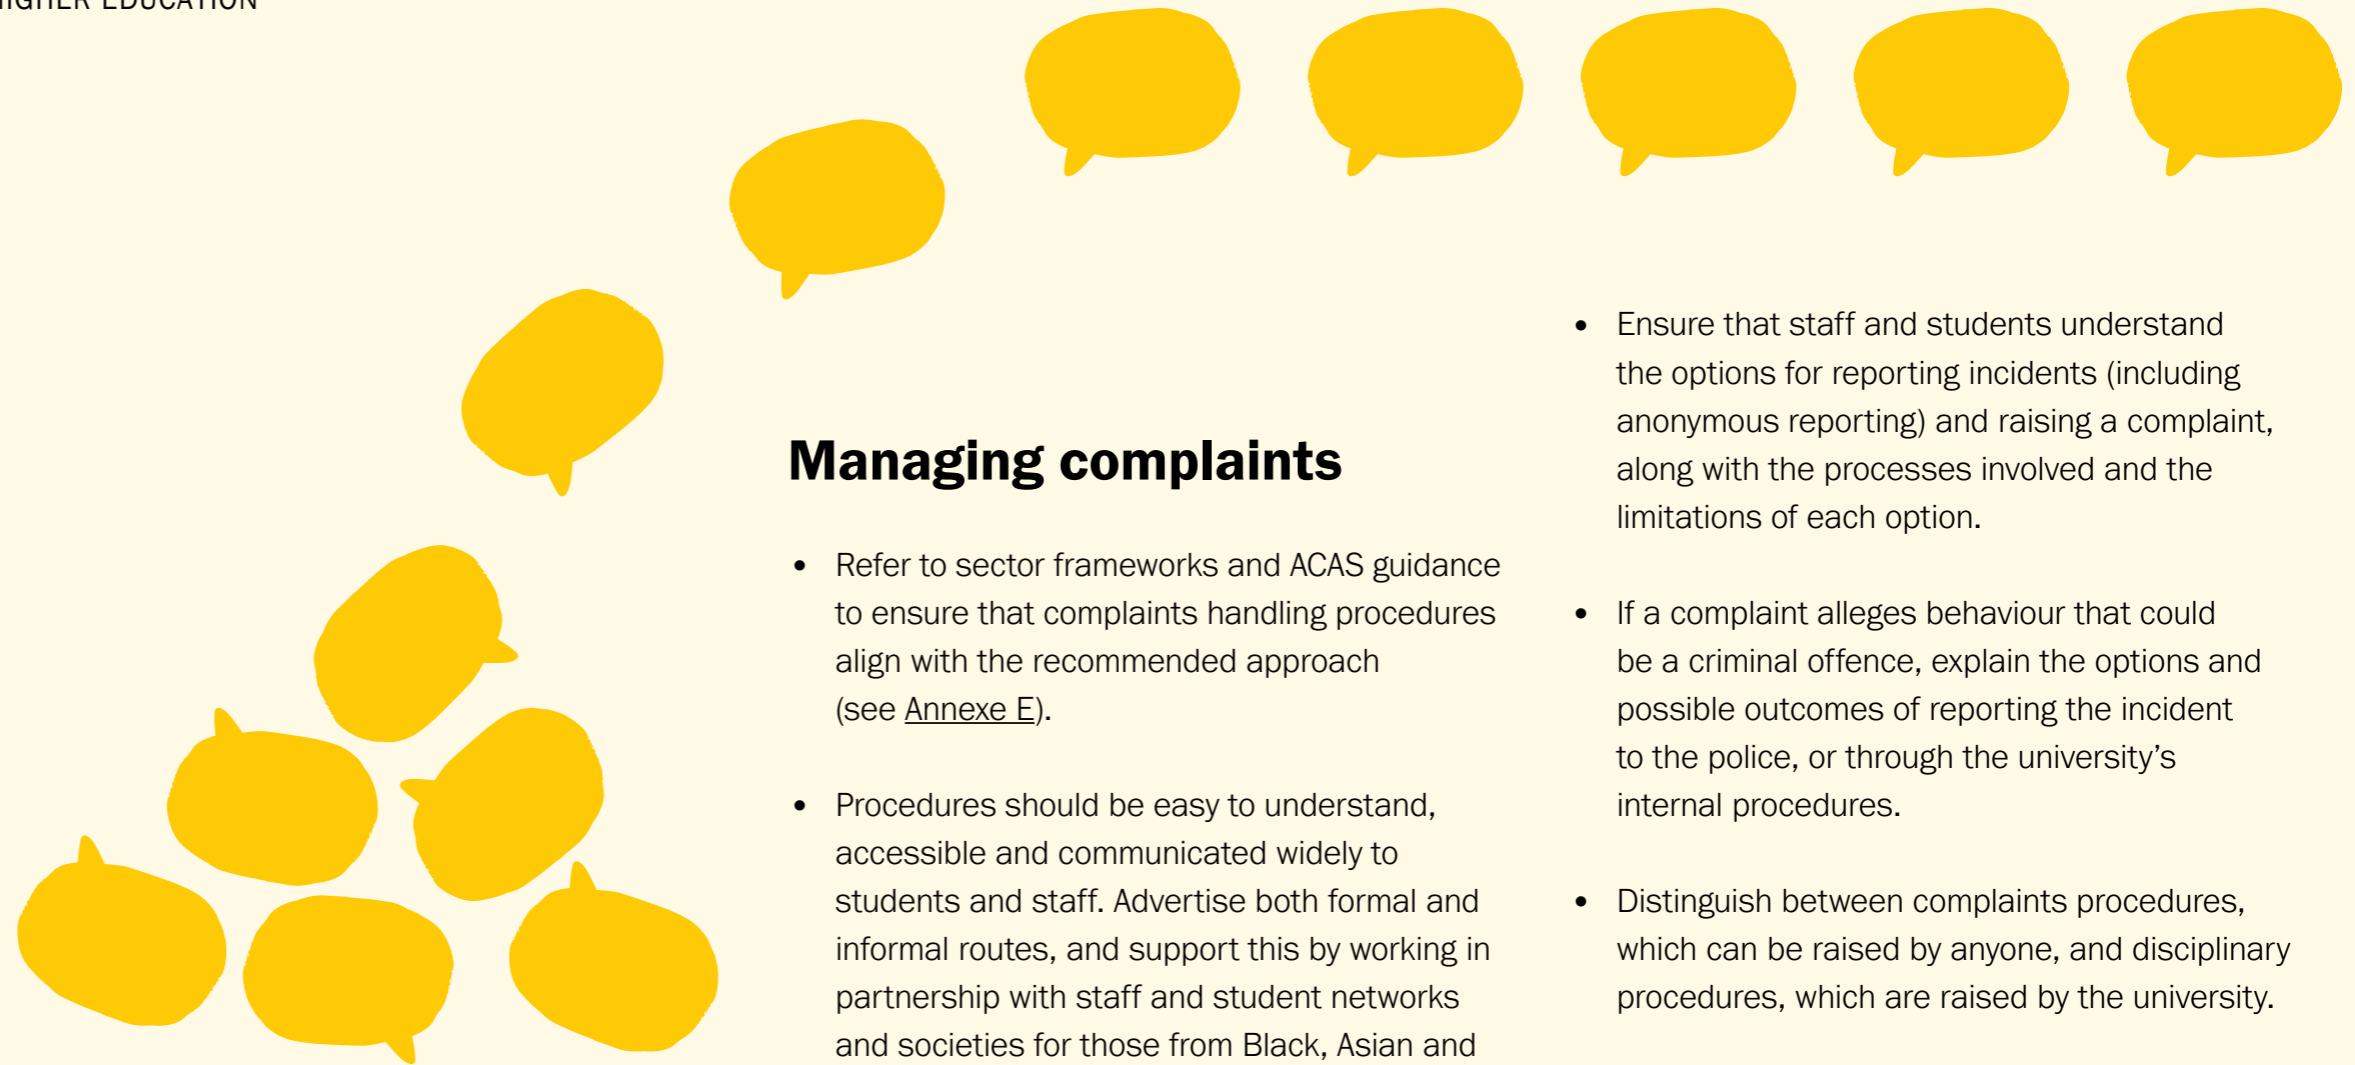 HIGHER EDUCATION
Managing complaints
• Refer to sector frameworks and ACAS guidance
to ensure that complaints handling procedures
align with the recommended approach
(see Annexe E).
• Procedures should be easy to understand,
accessible and communicated widely to
students and staff. Advertise both formal and
informal routes, and support this by working in
partnership with staff and student networks
and societies for those from Black, Asian and
• Ensure that staff and students understand
the options for reporting incidents (including
anonymous reporting) and raising a complaint,
along with the processes involved and the
limitations of each option.
• If a complaint alleges behaviour that could
be a criminal offence, explain the options and
possible outcomes of reporting the incident
to the police, or through the university’s
internal procedures.
• Distinguish between complaints procedures,
which can be raised by anyone, and disciplinary
procedures, which are raised by the university.